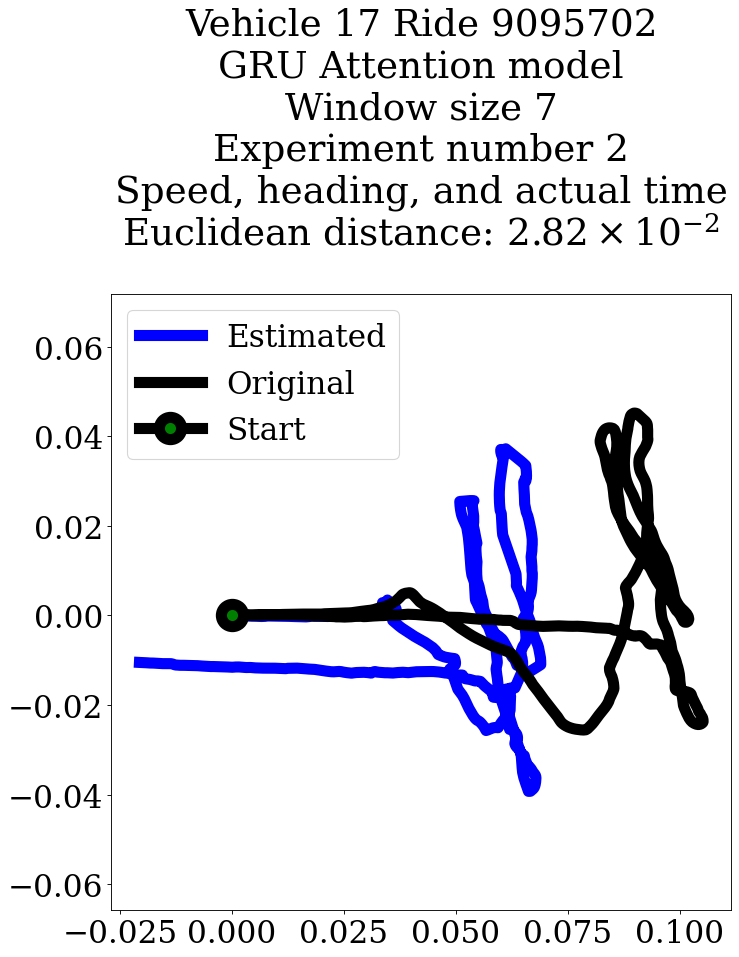 Vehicle 17 Ride 9095702
GRU Attention model
Window size 7
Experiment number 2
Speed, heading, and actual time
Euclidean distance: 2.82 × 10⁻²
Estimated
Original
Start
0.06
0.04
0.02
0.00
−0.02
−0.04
−0.06
−0.025 0.000 0.025 0.050 0.075 0.100